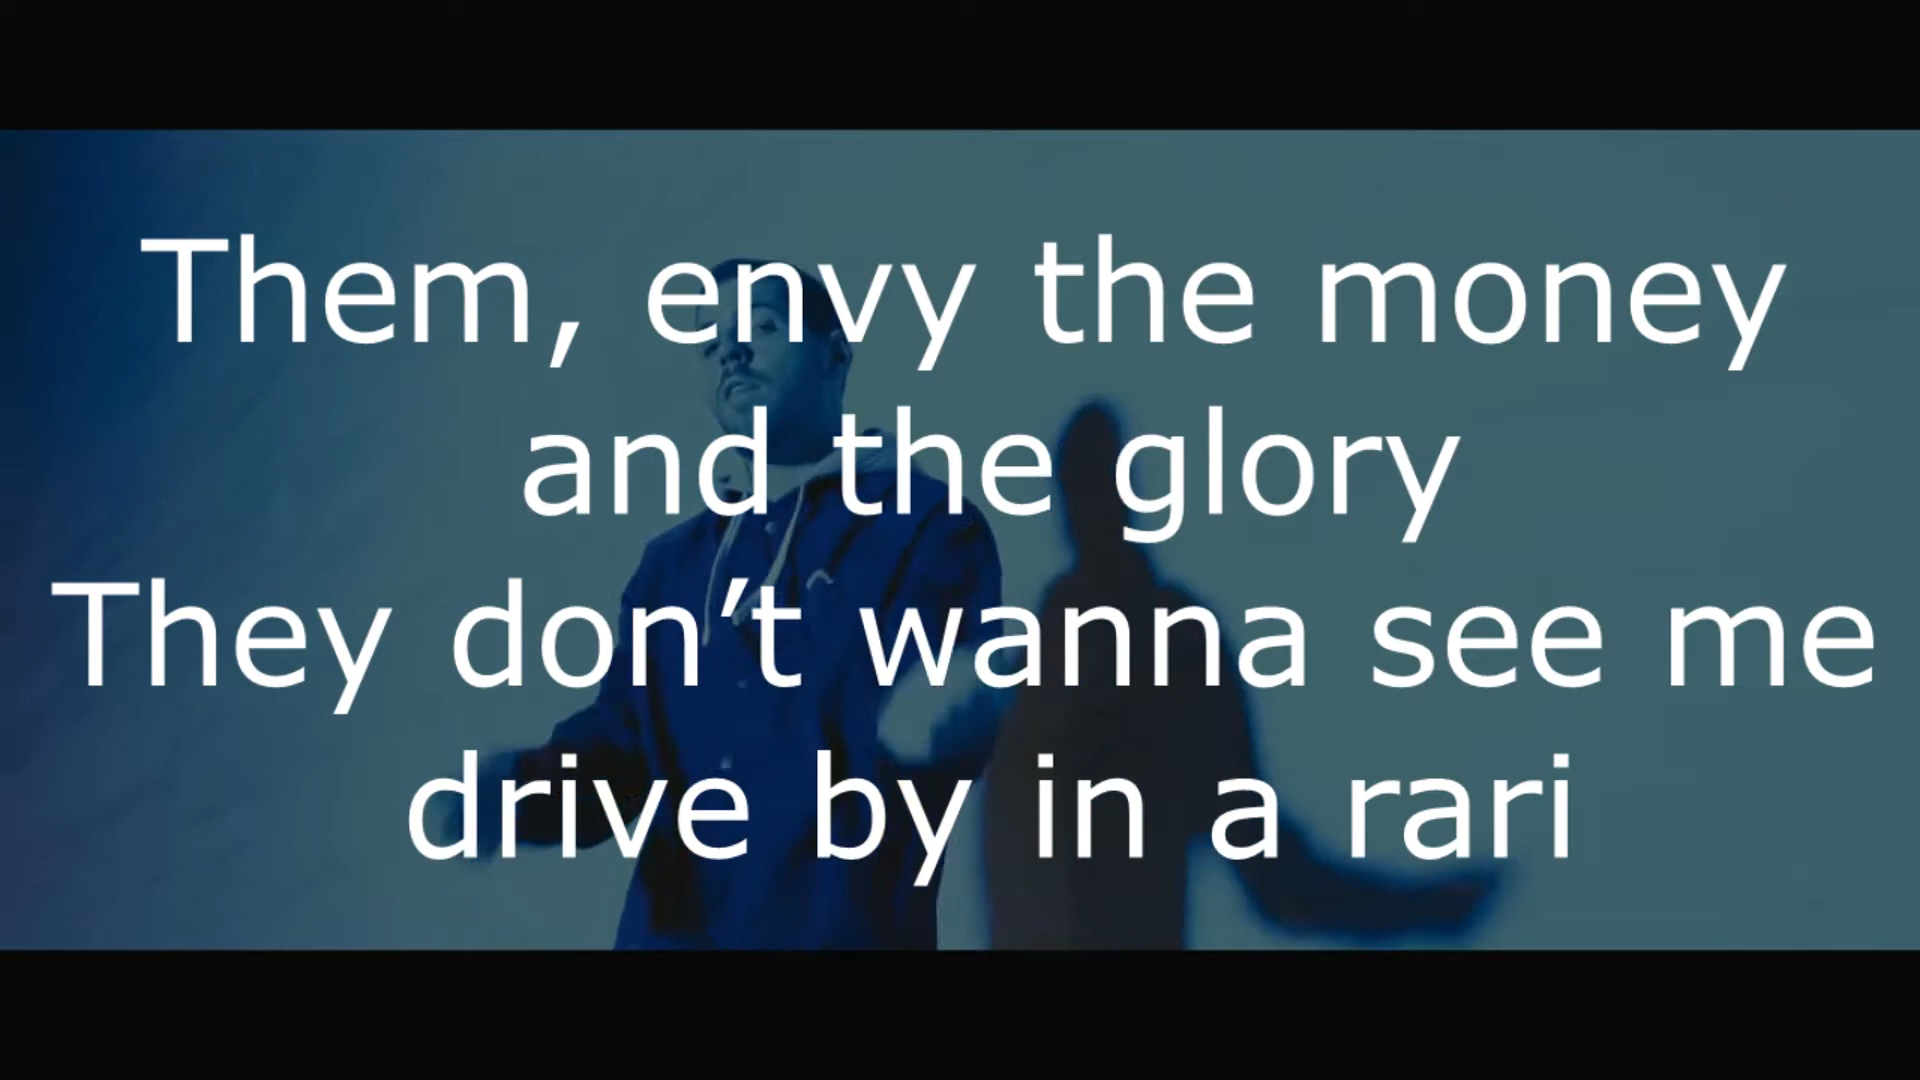 Them, envy the money
and the glory
They don’t wanna see me
drive by in a rari